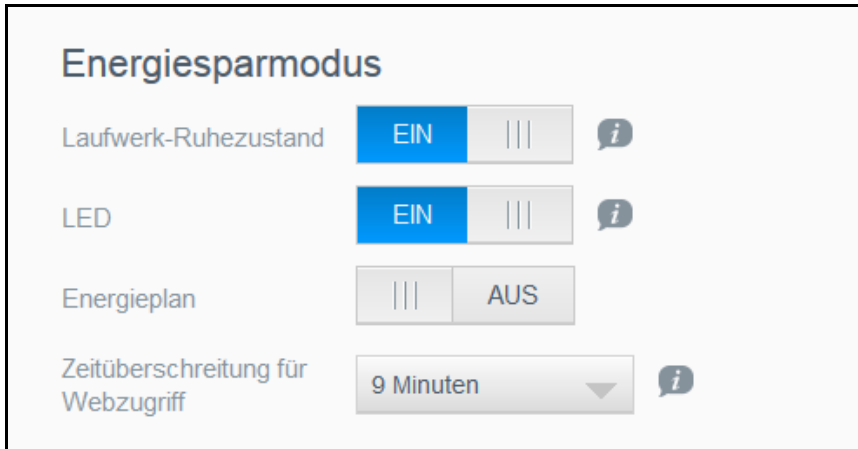 Energiesparmodus
Laufwerk-Ruhezustand EIN
LED EIN
Energieplan AUS
Zeitüberschreitung für
Webzugriff
9 Minuten